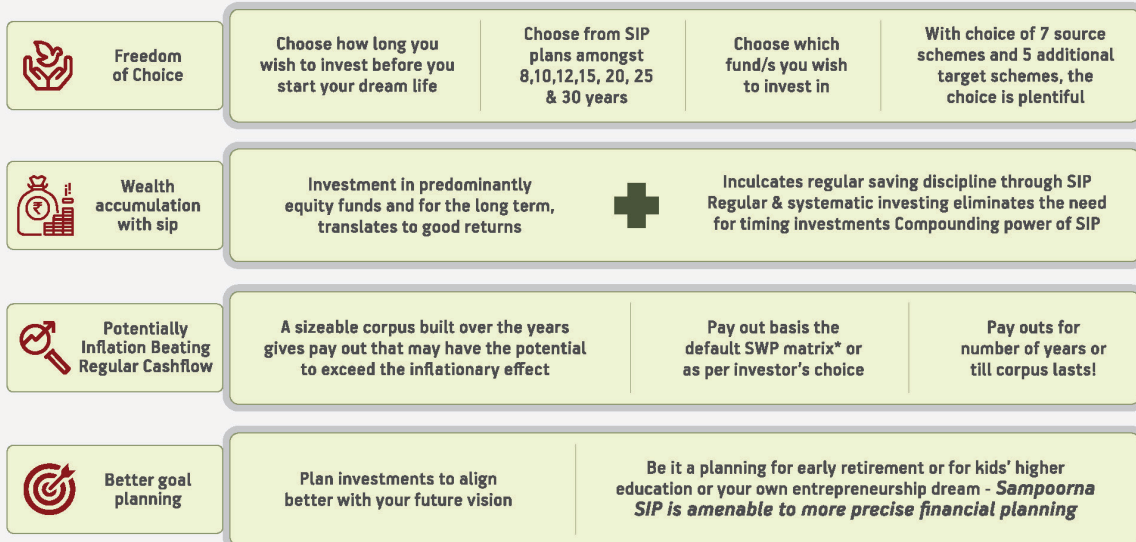 Freedom
of Choice
Choose how long you
wish to invest before you
start your dream life
Choose from SIP
plans amongst
8,10,12,15, 20, 25
& 30 years
Choose which
fund/s you wish
to invest in
With choice of 7 source
schemes and 5 additional
target schemes, the
choice is plentiful
₹
Wealth
accumulation
with sip
Investment in predominantly
equity funds and for the long term,
translates to good returns
Inculcates regular saving discipline through SIP
Regular & systematic investing eliminates the need
for timing investments Compounding power of SIP
Potentially
Inflation Beating
Regular Cashflow
A sizeable corpus built over the years
gives pay out that may have the potential
to exceed the inflationary effect
Pay out basis the
default SWP matrix* or
as per investor's choice
Pay outs for
number of years or
till corpus lasts!
Better goal
planning
Plan investments to align
better with your future vision
Be it a planning for early retirement or for kids' higher
education or your own entrepreneurship dream - Sampoorna
SIP is amenable to more precise financial planning